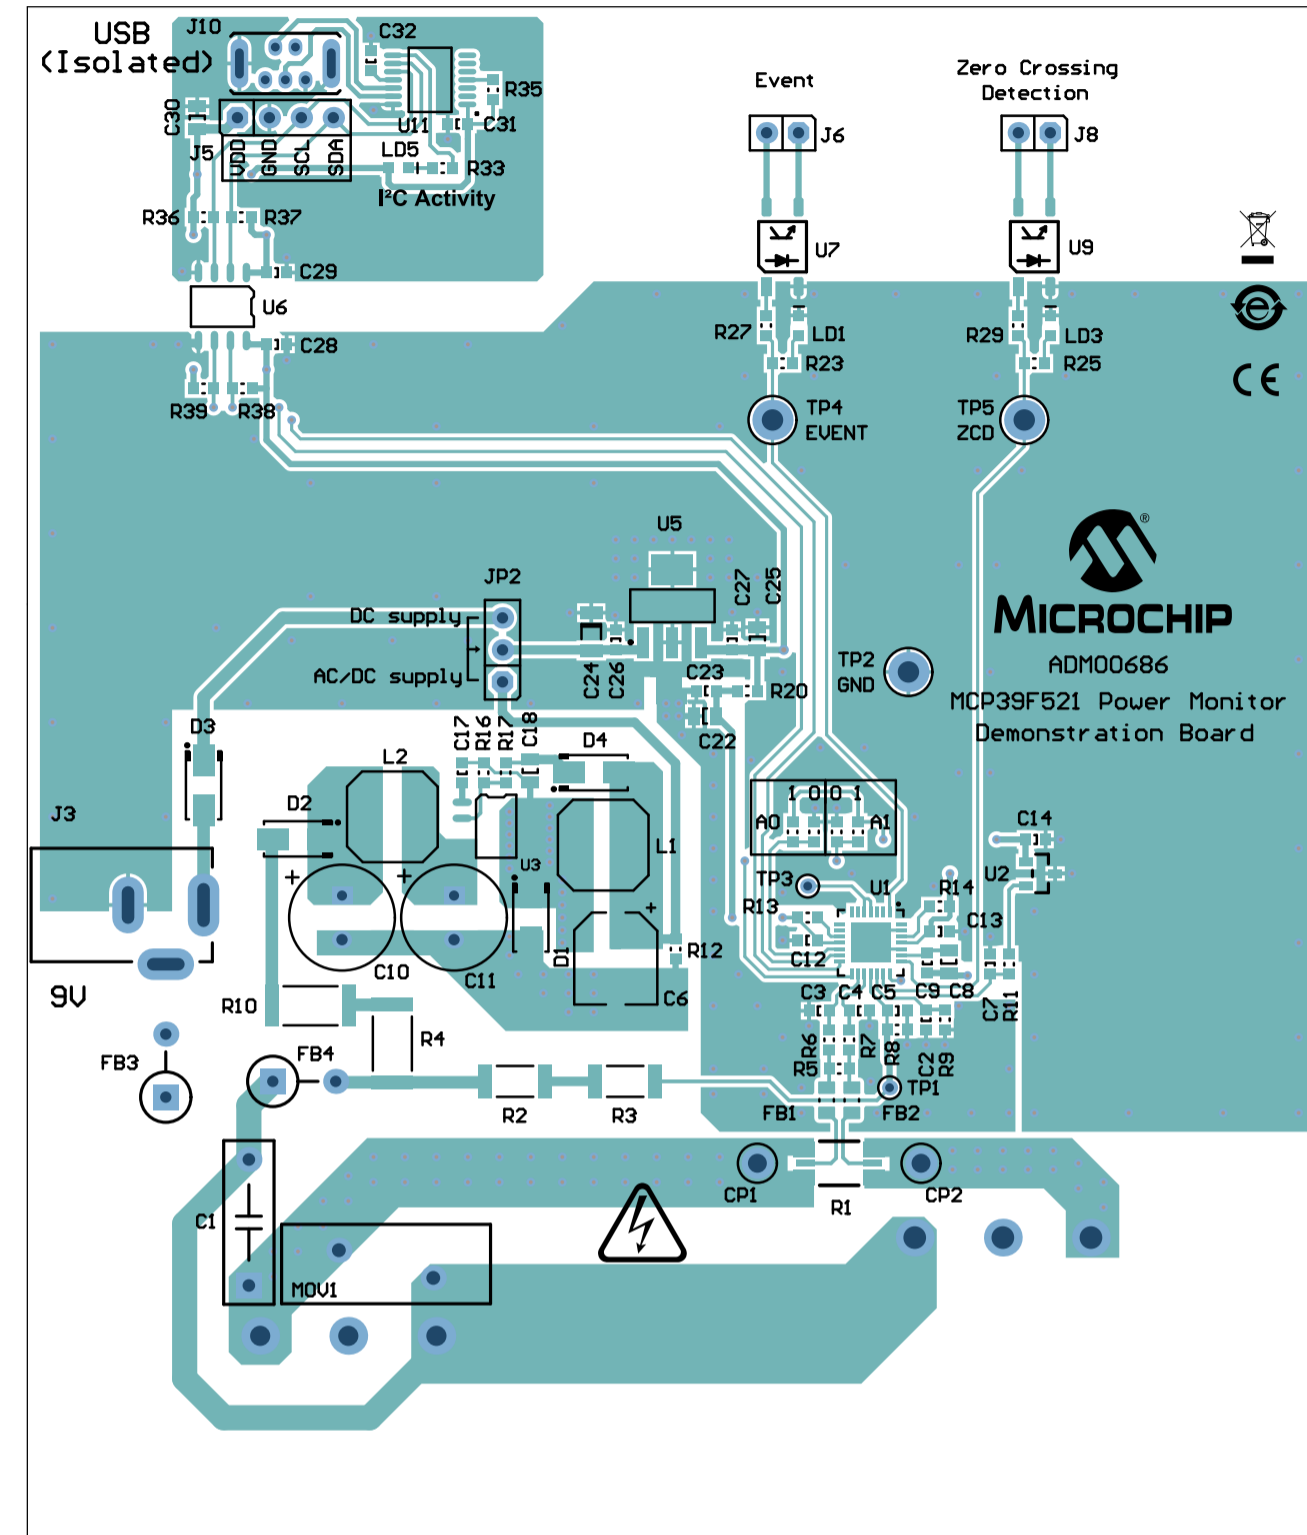 USB
(Isolated)
J10
C32
R35
C30
U11
C31
J5
VDD
GND
SCL
SDA
LD5
R33
I²C Activity
R36
R37
C29
U6
C28
R39
R38
Event
J6
Zero Crossing
Detection
J8
U7
U9
R27
LD1
R23
R29
LD3
R25
TP4
EVENT
TP5
ZCD
CE
U5
JP2
DC supply
AC/DC supply
C24
C26
C27
C25
C23
R20
C22
®
MICROCHIP
ADM00686
MCP39F521 Power Monitor
Demonstration Board
TP2
GND
D3
J3
9V
L2
C17
R16
R17
C18
D4
D2
L1
U3
D1
C10
C11
C6
R12
R10
R4
1 0 0 1
A0
A1
TP3
U1
R14
R13
C13
C12
C14
U2
C3
C4
C5
C9
C8
C7
R11
R6
R5
R7
R8
C2
R9
TP1
FB1
FB2
FB3
FB4
R2
R3
CP1
R1
CP2
C1
MOV1